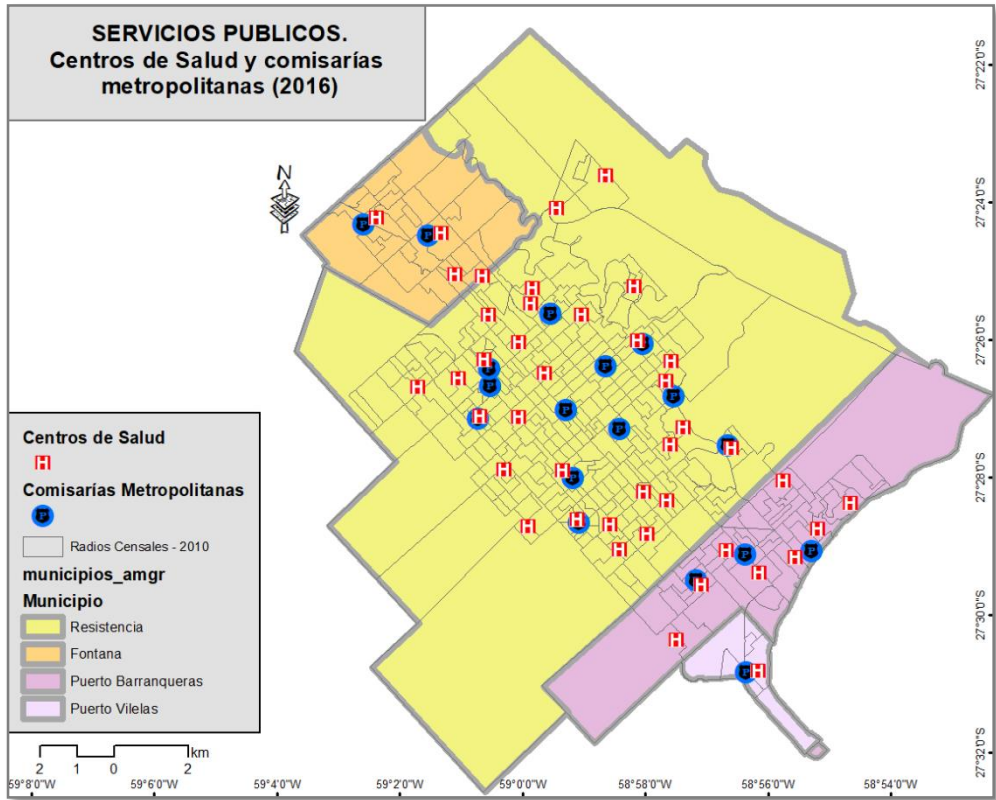 SERVICIOS PUBLICOS.
Centros de Salud y comisarías
metropolitanas (2016)
N
27°22'0"S
27°24'0"S
27°26'0"S
27°28'0"S
27°30'0"S
27°32'0"S
Centros de Salud
H
Comisarías Metropolitanas
P
Radios Censales - 2010
municipios_amgr
Municipio
Resistencia
Fontana
Puerto Barranqueras
Puerto Vilelas
km
2 1 0 2
59°8'0"W 59°6'0"W 59°4'0"W 59°2'0"W 59°0'0"W 58°58'0"W 58°56'0"W 58°54'0"W